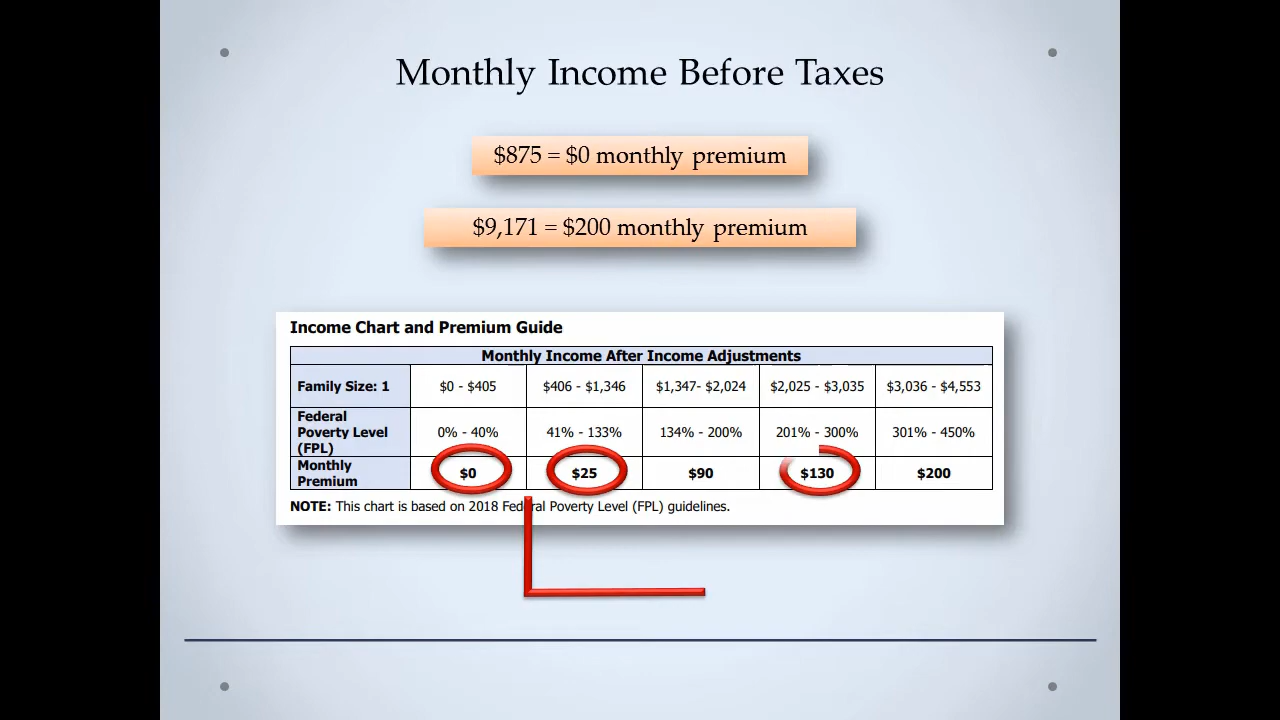 Monthly Income Before Taxes
$875 = $0 monthly premium
$9,171 = $200 monthly premium
Income Chart and Premium Guide
Monthly Income After Income Adjustments
Family Size: 1 $0 - $405 $406 - $1,346 $1,347- $2,024 $2,025 - $3,035 $3,036 - $4,553
Federal
Poverty Level 0% - 40% 41% - 133% 134% - 200% 201% - 300% 301% - 450%
(FPL)
Monthly
Premium $0 $25 $90 $130 $200
NOTE: This chart is based on 2018 Federal Poverty Level (FPL) guidelines.